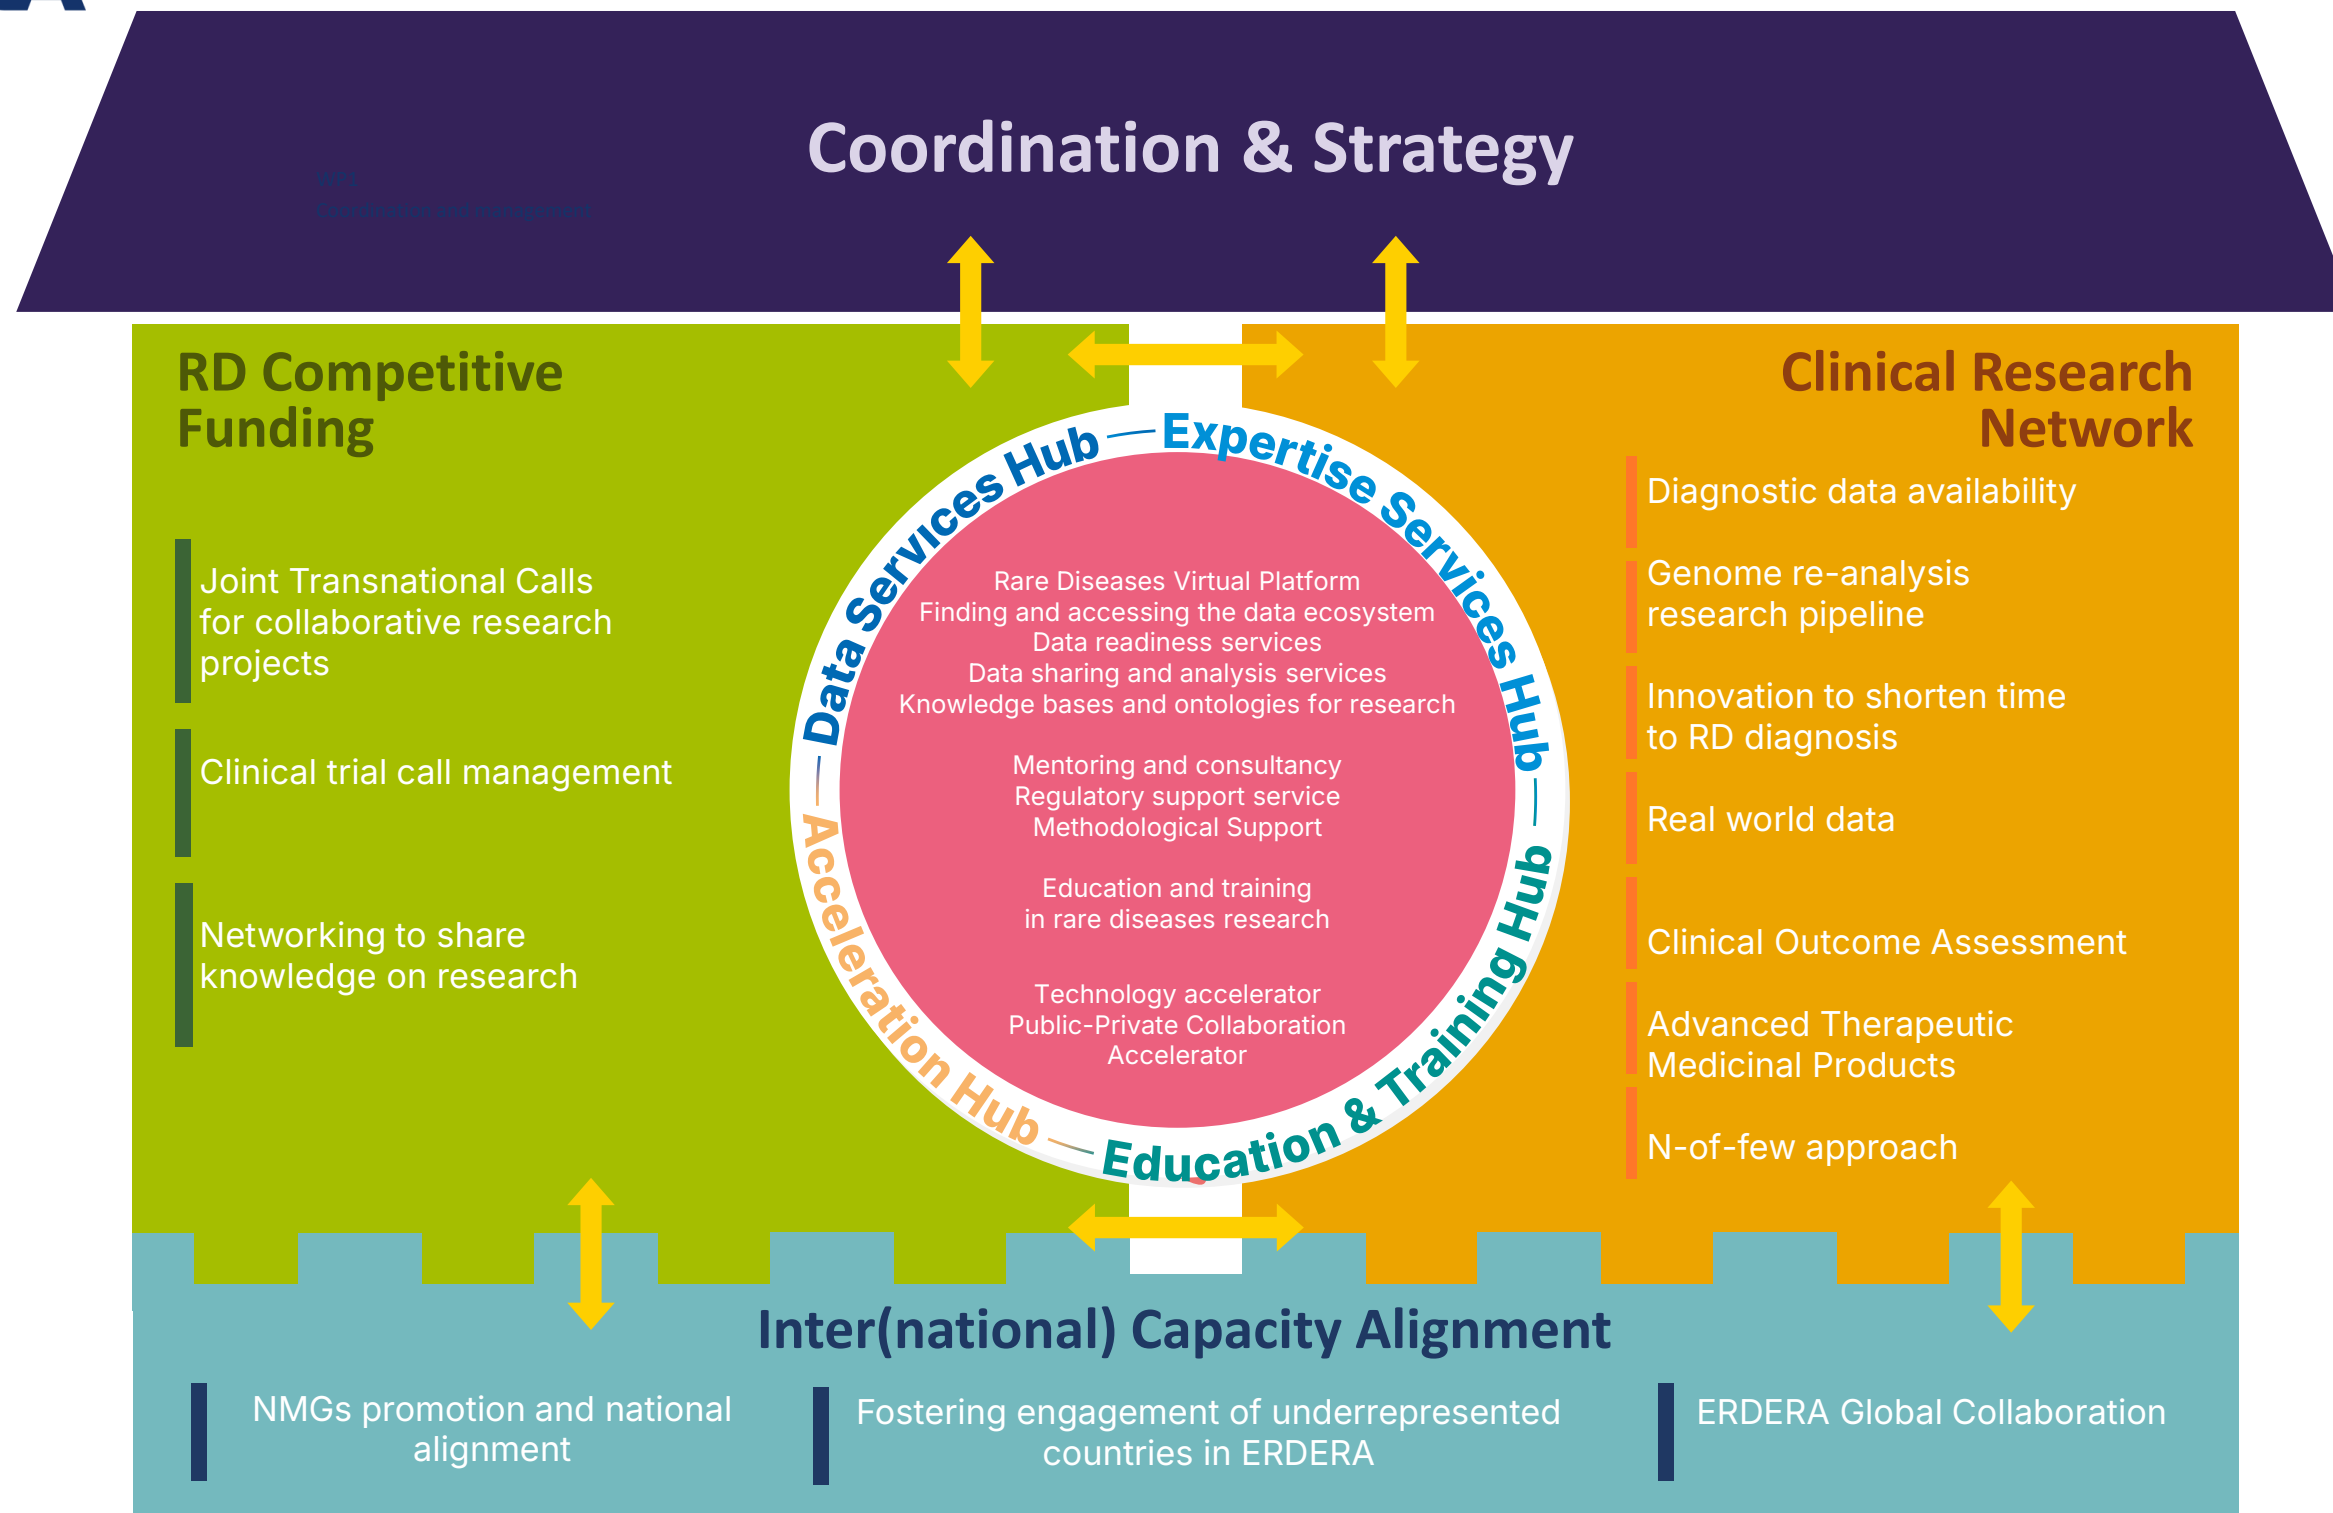 Coordination & Strategy
WP1
Coordination and management
RD Competitive
Funding
Joint Transnational Calls
for collaborative research
projects
Clinical trial call management
Networking to share
knowledge on research
Data Services Hub
Expertise Services Hub
Education & Training Hub
Acceleration Hub
Rare Diseases Virtual Platform
Finding and accessing the data ecosystem
Data readiness services
Data sharing and analysis services
Knowledge bases and ontologies for research
Mentoring and consultancy
Regulatory support service
Methodological Support
Education and training
in rare diseases research
Technology accelerator
Public-Private Collaboration
Accelerator
Clinical Research
Network
Diagnostic data availability
Genome re-analysis
research pipeline
Innovation to shorten time
to RD diagnosis
Real world data
Clinical Outcome Assessment
Advanced Therapeutic
Medicinal Products
N-of-few approach
Inter(national) Capacity Alignment
NMGs promotion and national
alignment
Fostering engagement of underrepresented
countries in ERDERA
ERDERA Global Collaboration